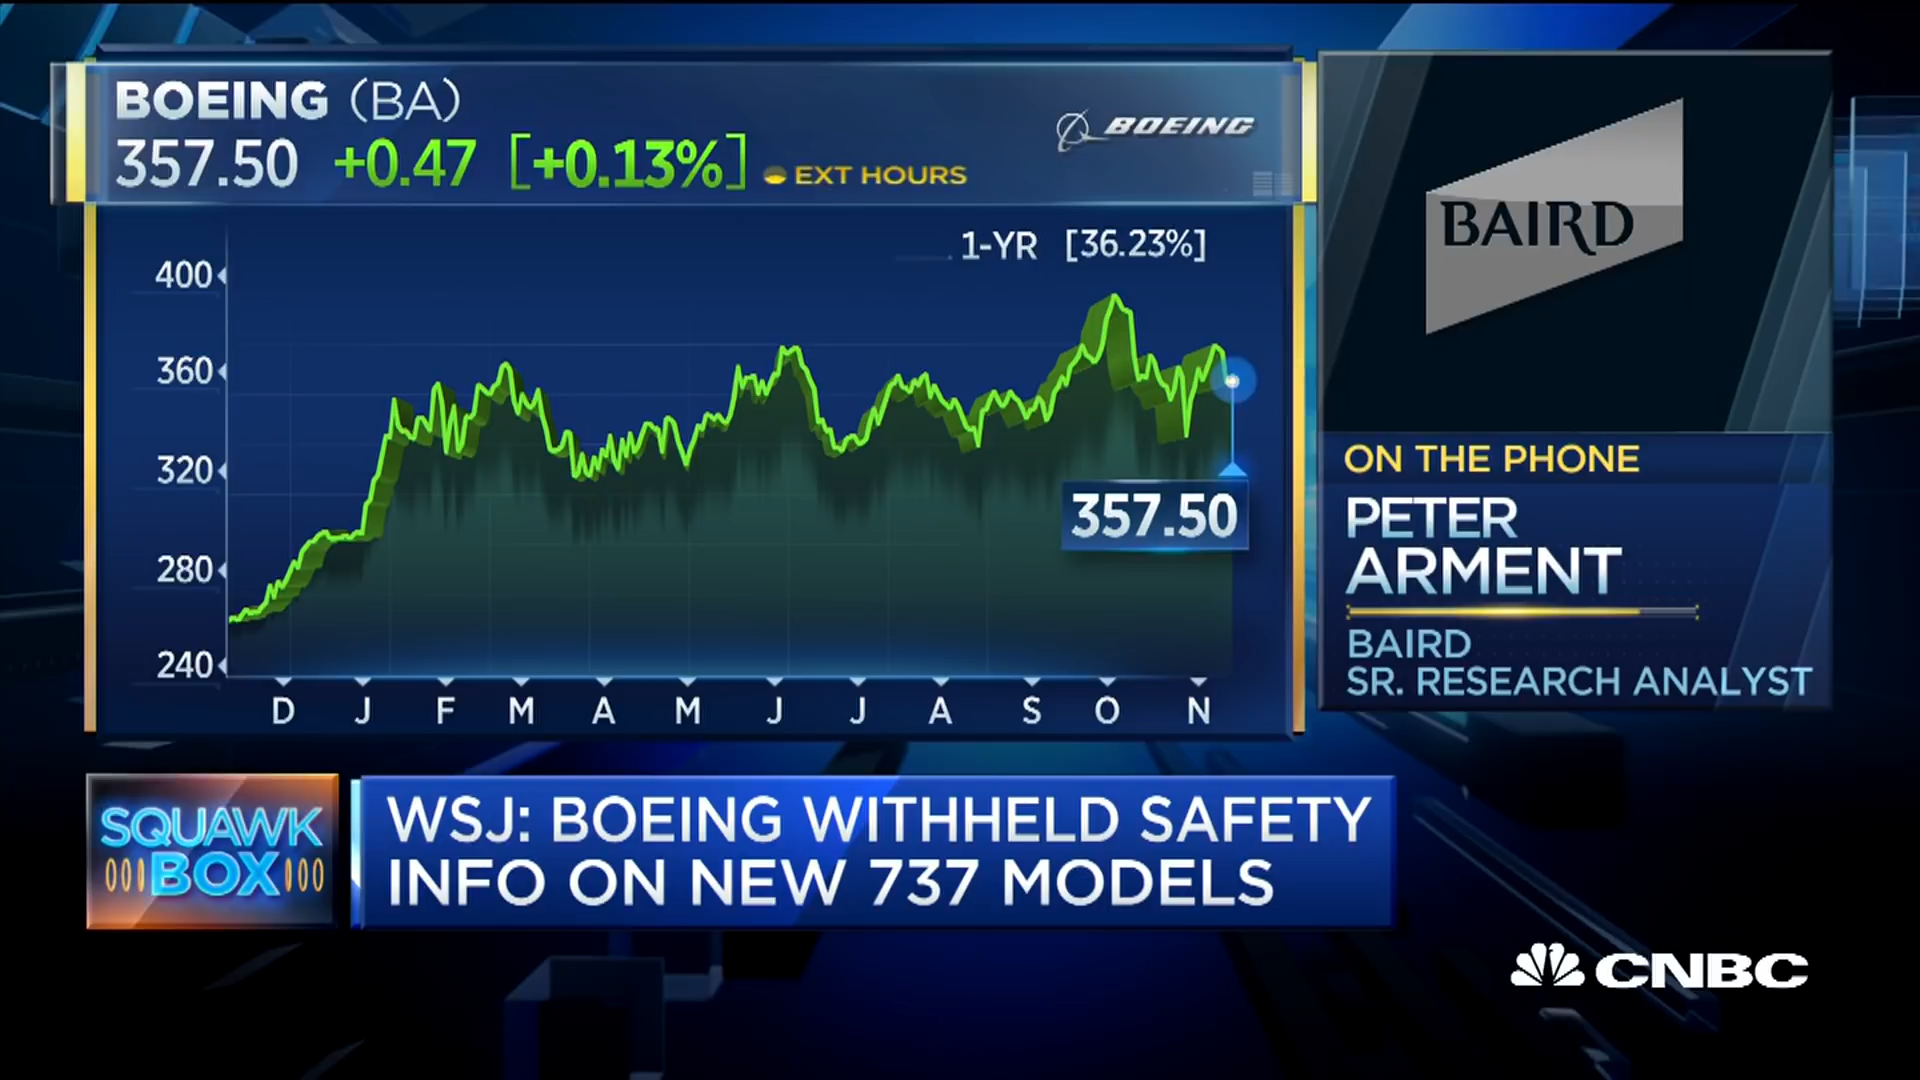 BOEING (BA)
357.50 +0.47 [+0.13%] EXT HOURS
BOEING
1-YR [36.23%]
400
360
320
280
240
357.50
D J F M A M J J A S O N
BAIRD
ON THE PHONE
PETER
ARMENT
BAIRD
SR. RESEARCH ANALYST
SQUAWK
BOX
WSJ: BOEING WITHHELD SAFETY
INFO ON NEW 737 MODELS
CNBC